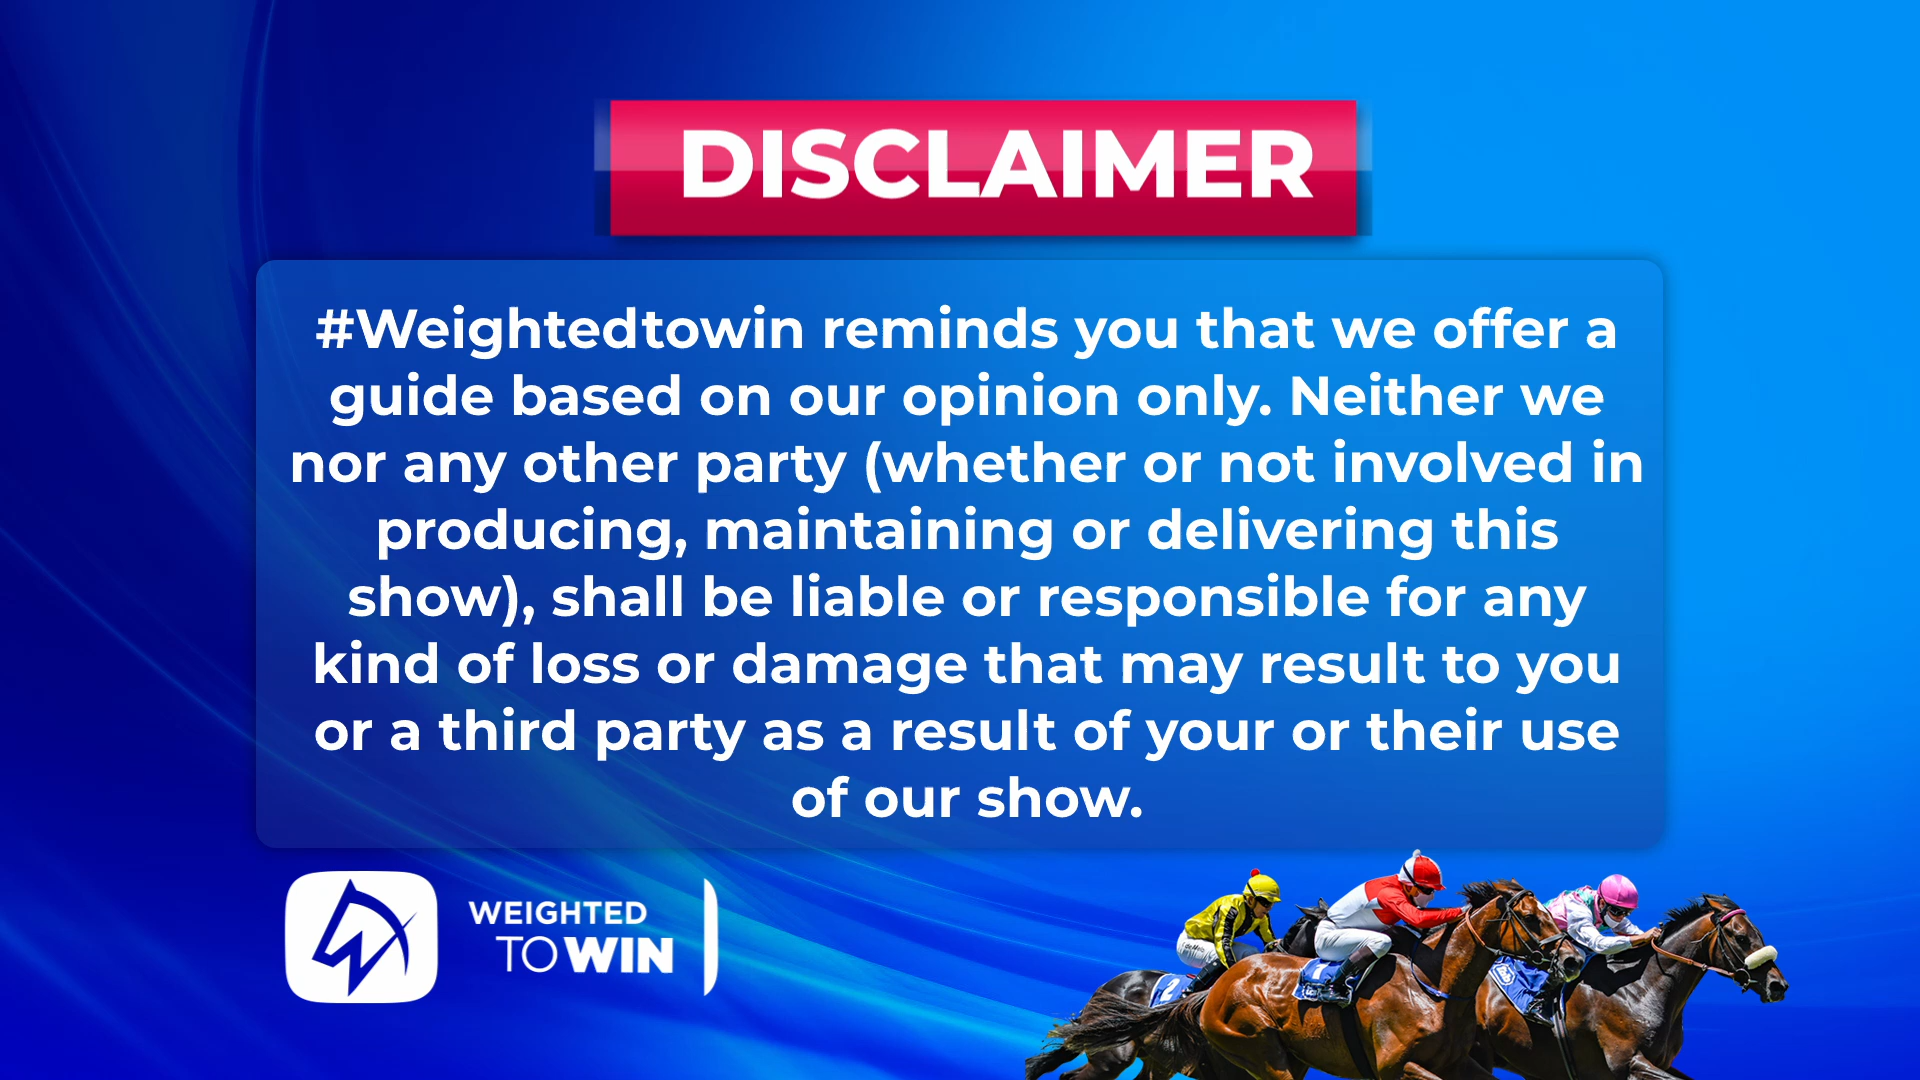 DISCLAIMER
#Weightedtowin reminds you that we offer a
guide based on our opinion only. Neither we
nor any other party (whether or not involved in
producing, maintaining or delivering this
show), shall be liable or responsible for any
kind of loss or damage that may result to you
or a third party as a result of your or their use
of our show.
WEIGHTED
TO WIN
2
1